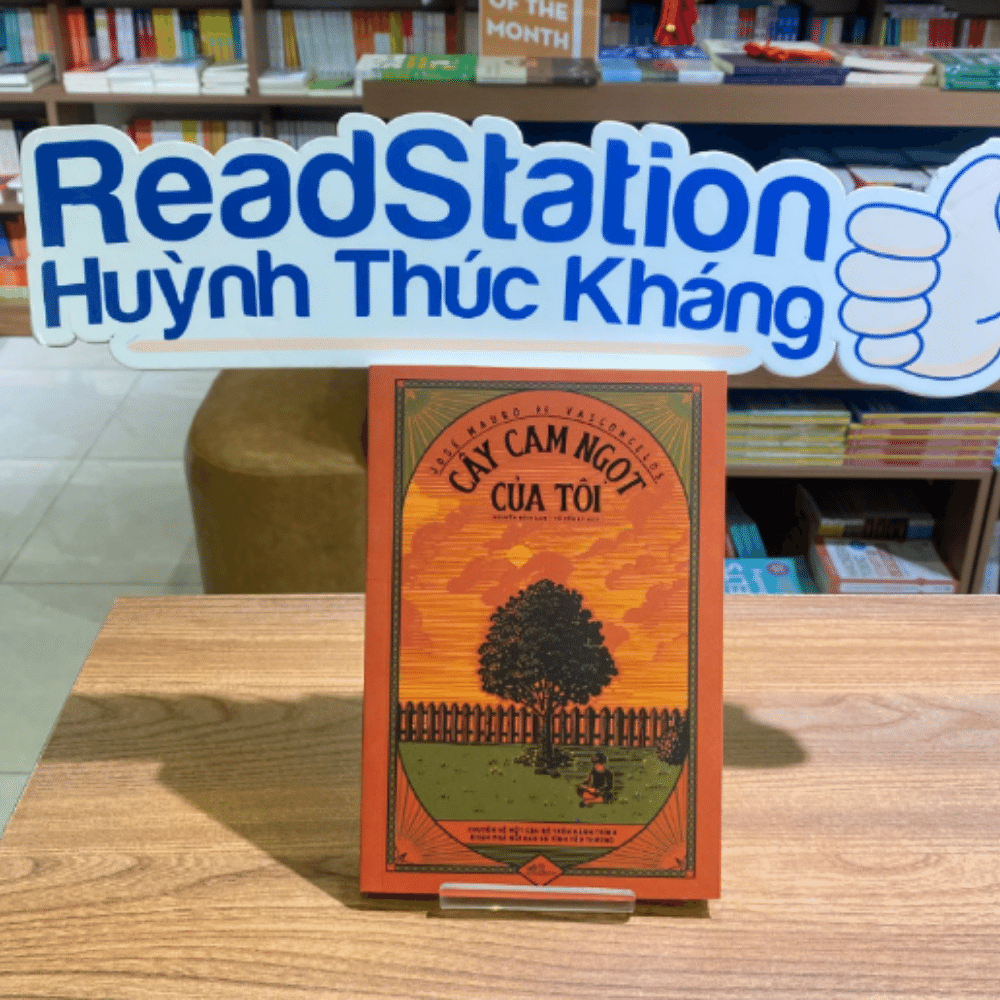 OF THE
MONTH
ReadStation
Huỳnh Thúc Kháng
JOSÉ MAURO DE VASCONCELOS
CÂY CAM NGỌT
CỦA TÔI